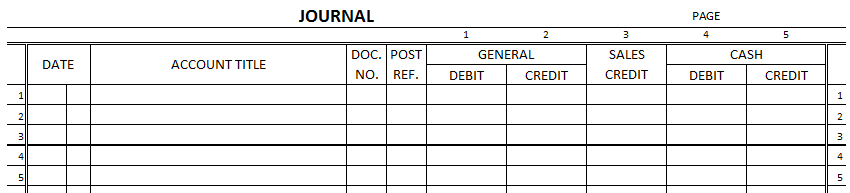 JOURNAL PAGE
1 2 3 4 5
DATE ACCOUNT TITLE DOC. NO. POST REF. GENERAL SALES CREDIT CASH
DEBIT CREDIT DEBIT CREDIT
1 1
2 2
3 3
4 4
5 5